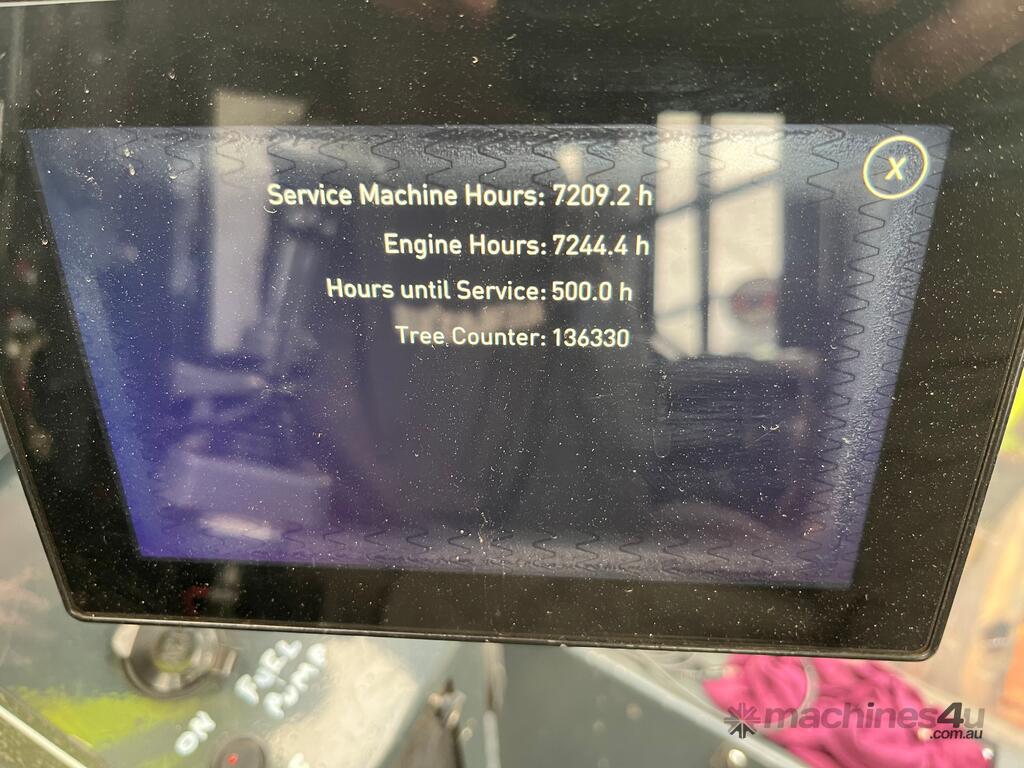 X
Service Machine Hours: 7209.2 h
Engine Hours: 7244.4 h
Hours until Service: 500.0 h
Tree Counter: 136330
FUEL
PUMP
ON
machines4u
.com.au